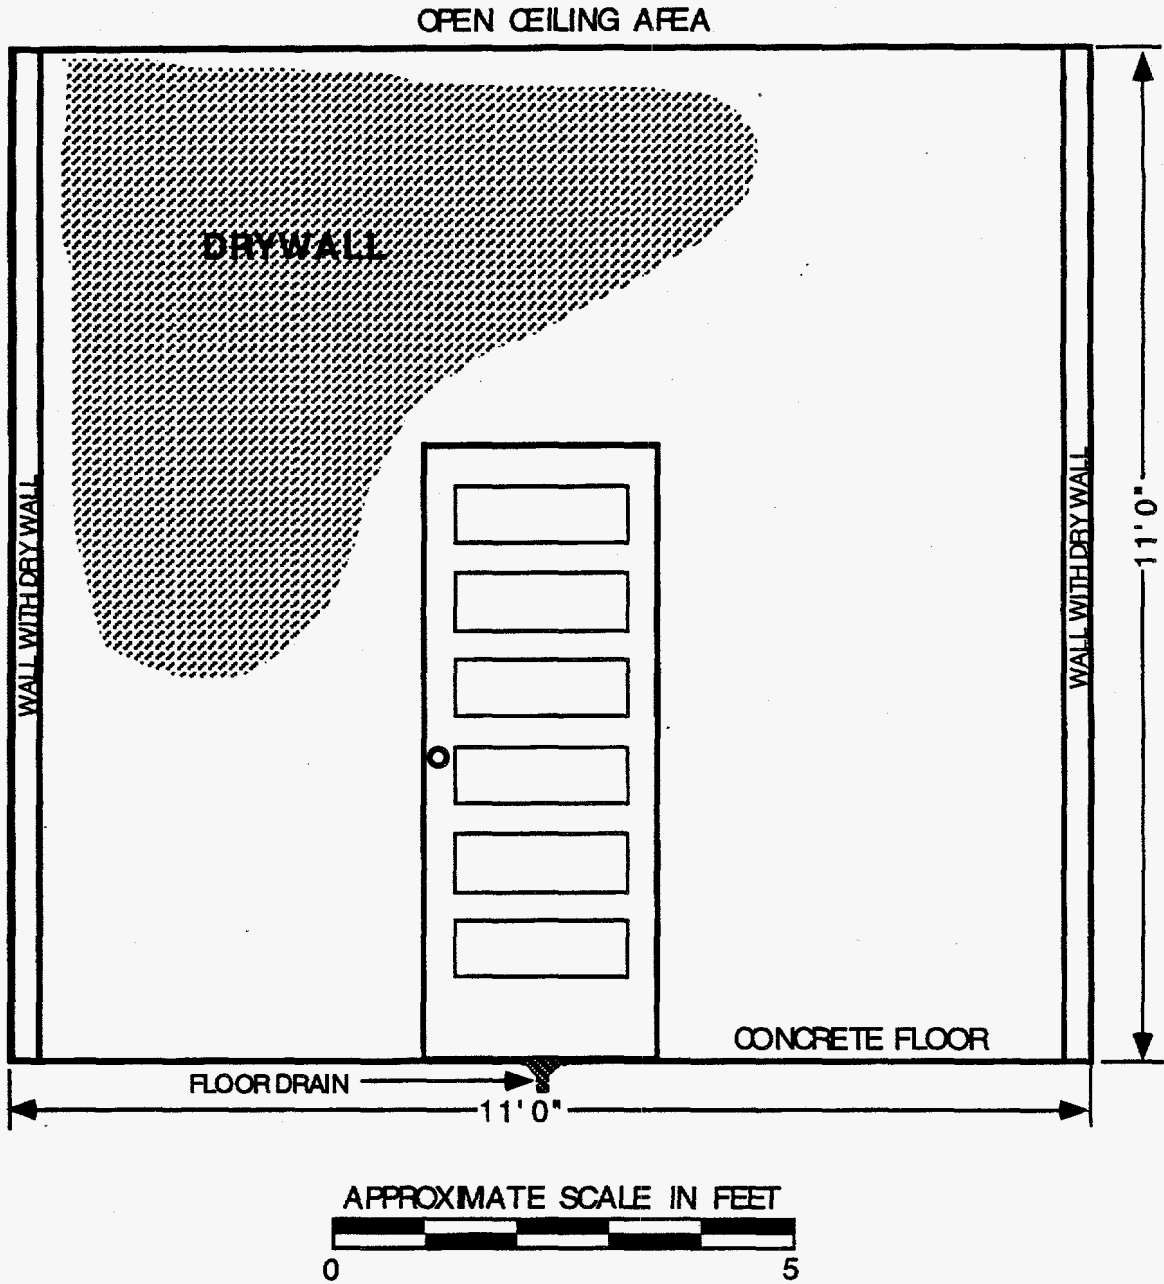 OPEN CEILING AREA
DRYWALL
WALL WITH DRY WALL
WALL WITH DRY WALL
11'0"
CONCRETE FLOOR
FLOOR DRAIN
11'0"
APPROXIMATE SCALE IN FEET
0 5